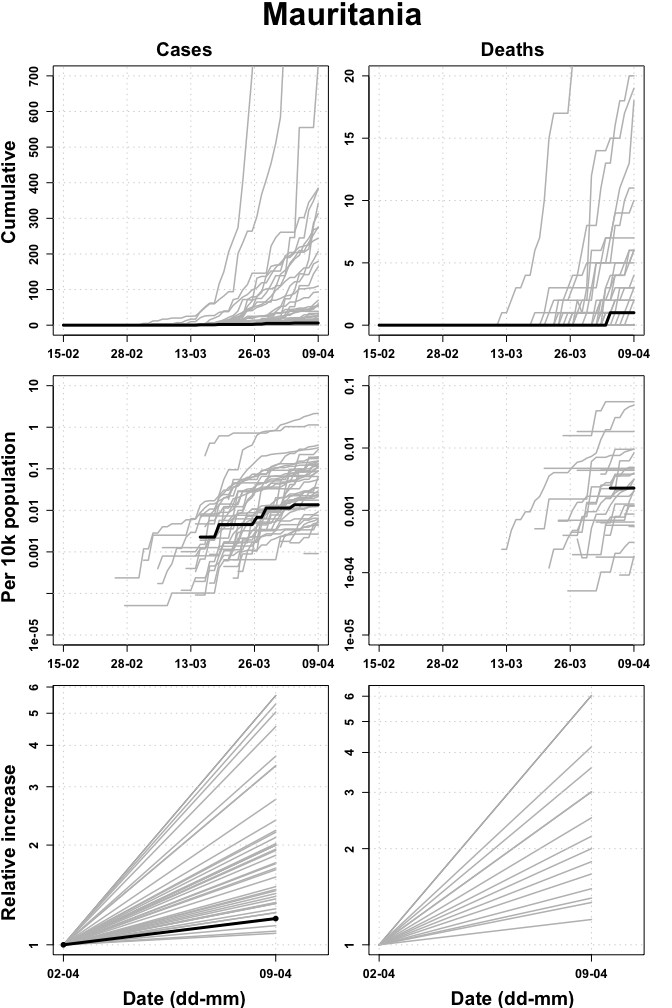 Mauritania
Cases
Deaths
Cumulative
700
600
500
400
300
200
100
0
15-02 28-02 13-03 26-03 09-04
20
15
10
5
0
15-02 28-02 13-03 26-03 09-04
Per 10k population
10
1
0.1
0.01
0.001
1e-05
15-02 28-02 13-03 26-03 09-04
0.1
0.01
0.001
1e-04
1e-05
15-02 28-02 13-03 26-03 09-04
Relative increase
6
5
4
3
2
1
02-04 09-04
Date (dd-mm)
6
5
4
3
2
1
02-04 09-04
Date (dd-mm)